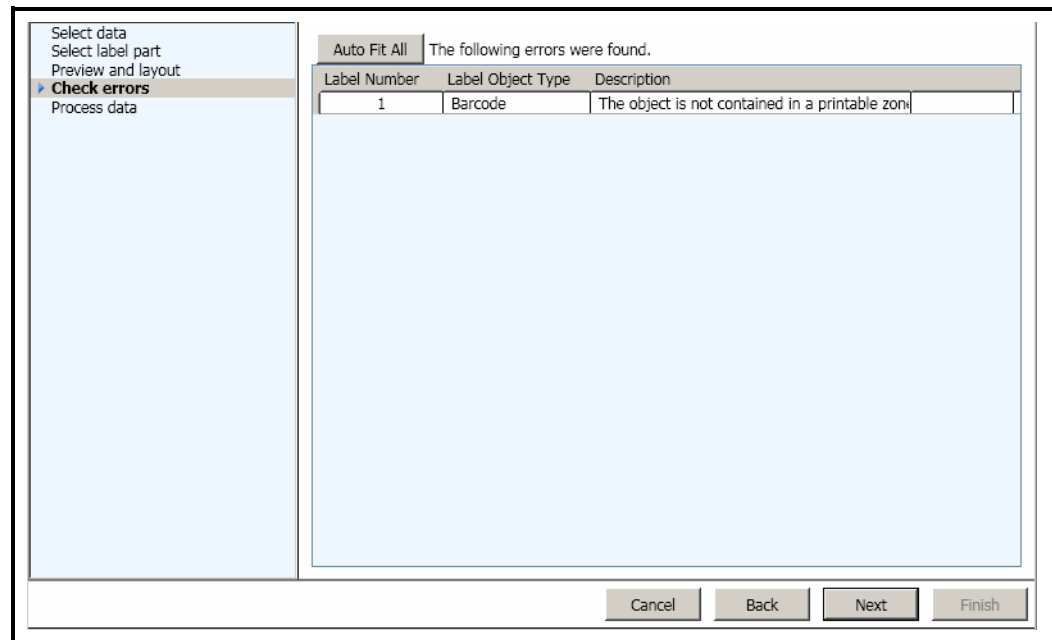 Select data
Select label part
Preview and layout
Check errors
Process data
Auto Fit All The following errors were found.
Label Number Label Object Type Description
1 Barcode The object is not contained in a printable zone
Cancel Back Next Finish